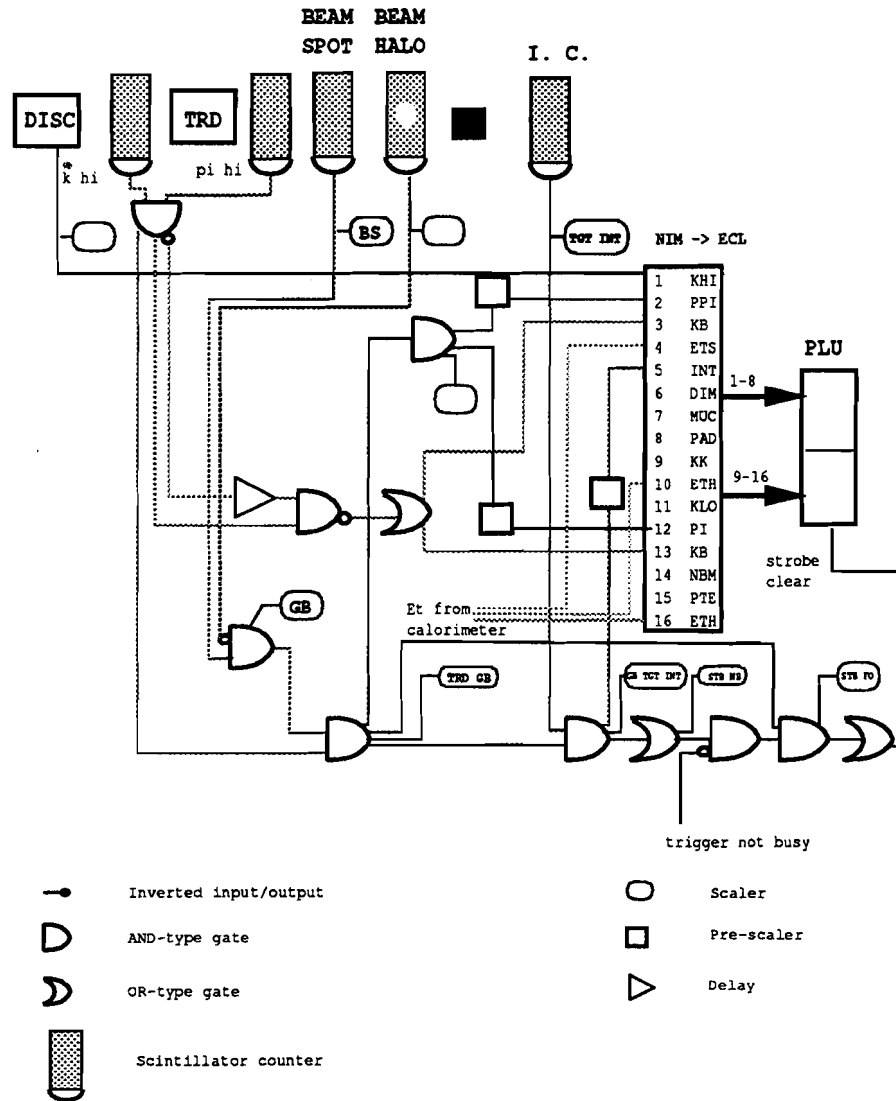 BEAM BEAM
SPOT HALO
I. C.
DISC
TRD
k hi
pi hi
BS
TGT INT
NIM -> ECL
1 KHI
2 PPI
3 KB
4 ETS
5 INT
6 DIM
7 MUC
8 PAD
9 KK
10 ETH
11 KLO
12 PI
13 KB
14 NBM
15 PTE
16 ETH
PLU
1-8
9-16
strobe
clear
GB
Et from
calorimeter
TRD GB
GB TGT INT
STB NB
STB FO
trigger not busy
Inverted input/output
AND-type gate
OR-type gate
Scintillator counter
Scaler
Pre-scaler
Delay